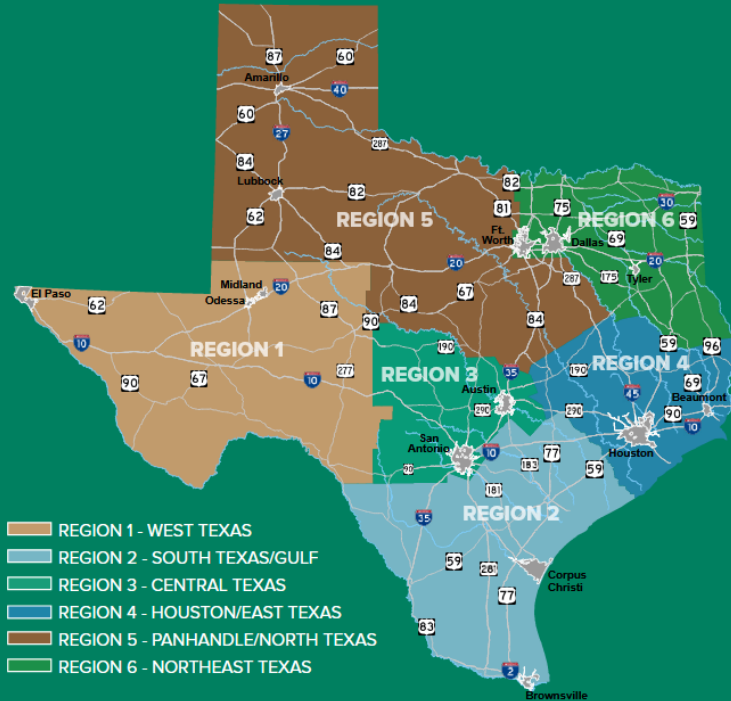 87
60
Amarillo
40
60
27
287
84
Lubbock
82
82
81
75
30
62
REGION 5
REGION 6
59
Ft.
Worth
Dallas
69
84
20
20
Midland
Odessa
20
287
175
Tyler
El Paso
62
87
84
67
90
84
10
REGION 1
190
59
96
REGION 4
90
67
10
277
REGION 3
35
190
69
Austin
45
Beaumont
290
290
90
10
San
Antonio
10
77
Houston
90
183
59
181
35
REGION 2
59
281
Corpus
Christi
77
83
2
Brownsville
REGION 1 - WEST TEXAS
REGION 2 - SOUTH TEXAS/GULF
REGION 3 - CENTRAL TEXAS
REGION 4 - HOUSTON/EAST TEXAS
REGION 5 - PANHANDLE/NORTH TEXAS
REGION 6 - NORTHEAST TEXAS